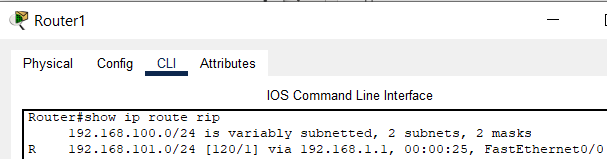 Router1
Physical Config CLI Attributes
IOS Command Line Interface
Router#show ip route rip
192.168.100.0/24 is variably subnetted, 2 subnets, 2 masks
R 192.168.101.0/24 [120/1] via 192.168.1.1, 00:00:25, FastEthernet0/0